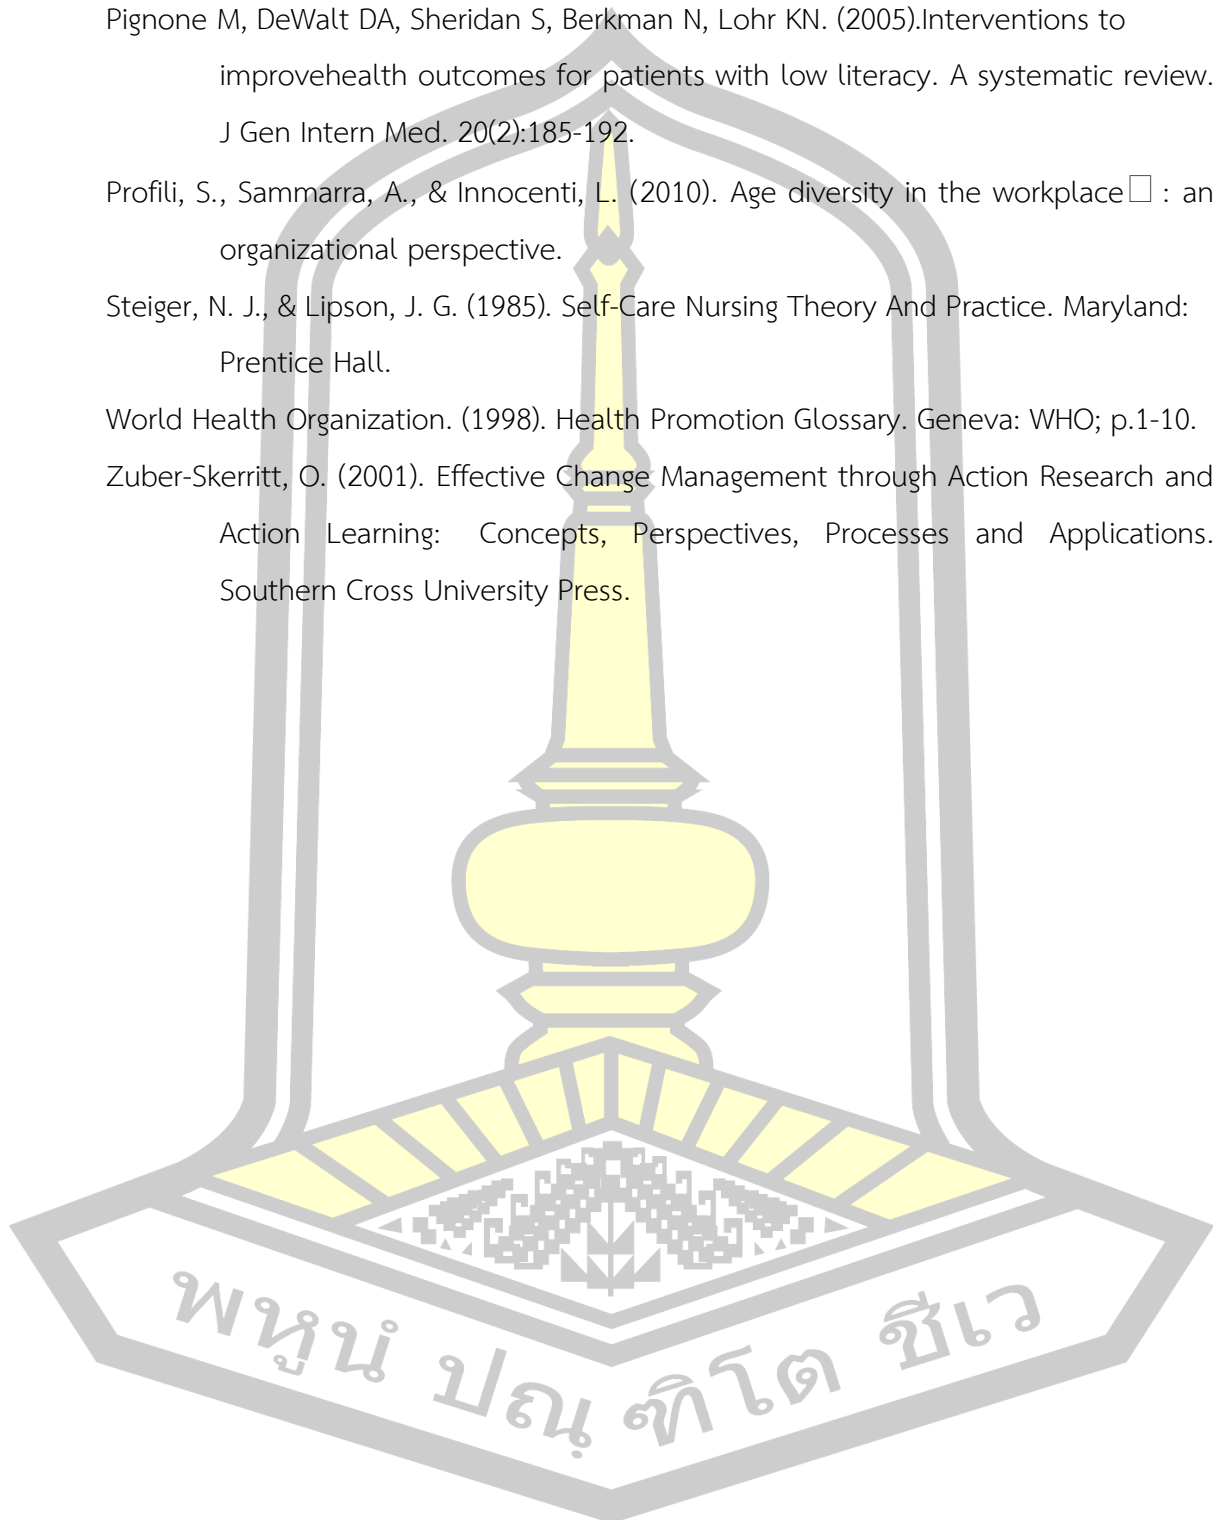 Pignone M, DeWalt DA, Sheridan S, Berkman N, Lohr KN. (2005).Interventions to
improvehealth outcomes for patients with low literacy. A systematic review.
J Gen Intern Med. 20(2):185-192.
Profili, S., Sammarra, A., & Innocenti, L. (2010). Age diversity in the workplace□ : an
organizational perspective.
Steiger, N. J., & Lipson, J. G. (1985). Self-Care Nursing Theory And Practice. Maryland:
Prentice Hall.
World Health Organization. (1998). Health Promotion Glossary. Geneva: WHO; p.1-10.
Zuber-Skerritt, O. (2001). Effective Change Management through Action Research and
Action Learning: Concepts, Perspectives, Processes and Applications.
Southern Cross University Press.
พหูนํ ปณฺ ฑิโต ชีเว